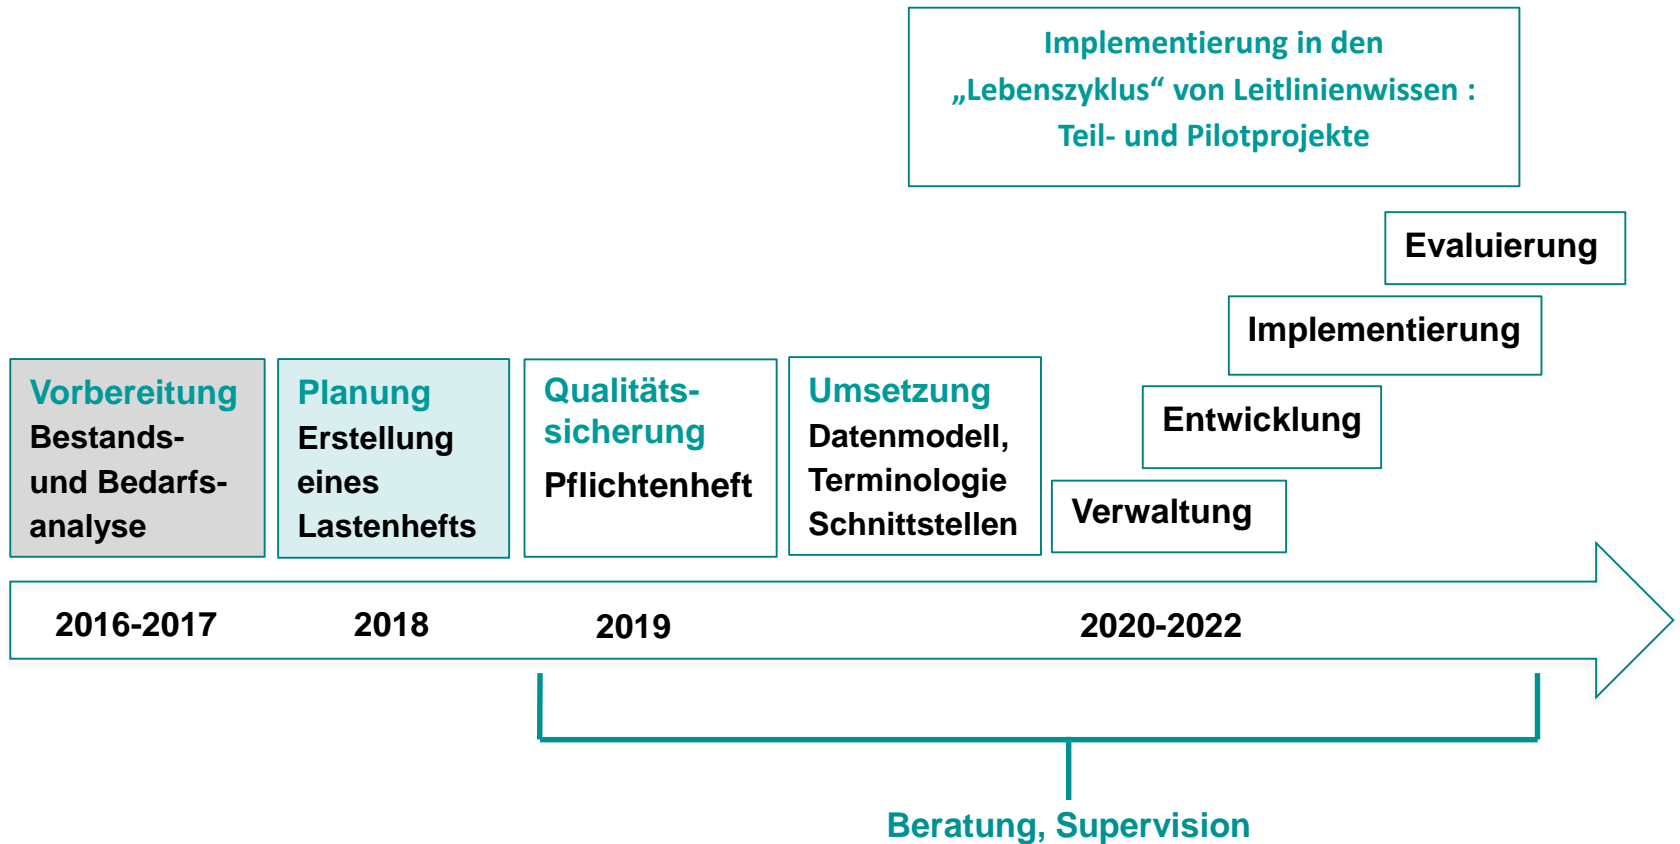 Implementierung in den
„Lebenszyklus“ von Leitlinienwissen :
Teil- und Pilotprojekte
Evaluierung
Implementierung
Entwicklung
Verwaltung
Vorbereitung
Bestands-
und Bedarfs-
analyse
Planung
Erstellung
eines
Lastenhefts
Qualitäts-
sicherung
Pflichtenheft
Umsetzung
Datenmodell,
Terminologie
Schnittstellen
2016-2017
2018
2019
2020-2022
Beratung, Supervision